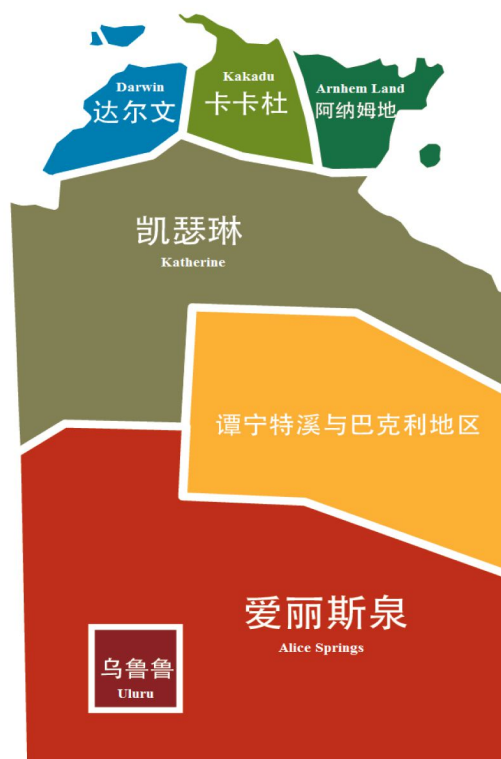 Darwin
达尔文
Kakadu
卡卡杜
Arnhem Land
阿纳姆地
凯瑟琳
Katherine
谭宁特溪与巴克利地区
爱丽斯泉
Alice Springs
乌鲁鲁
Uluru